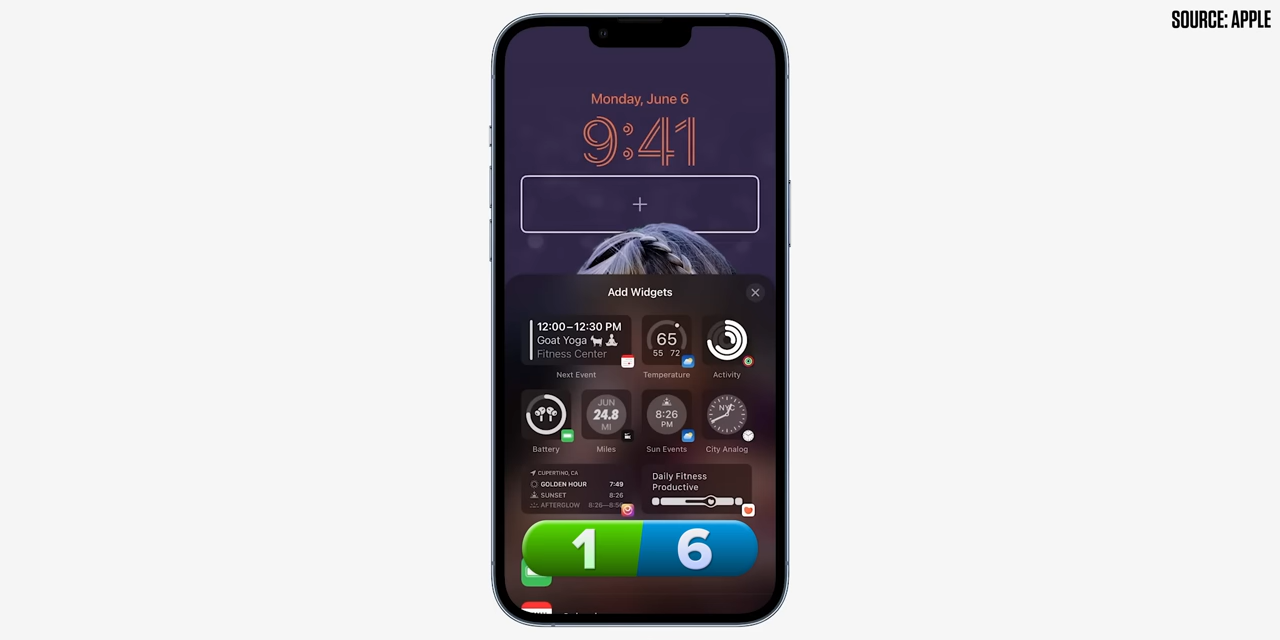 SOURCE: APPLE
Monday, June 6
9:41
+
Add Widgets
12:00–12:30 PM
Goat Yoga
Fitness Center
Next Event
65
55 72
Temperature
Activity
Battery
JUN
24.8
MI
Miles
8:26
PM
Sun Events
NYC
City Analog
CUPERTINO, CA
GOLDEN HOUR 7:49
SUNSET 8:26
AFTERGLOW
Daily Fitness
Productive
1 6